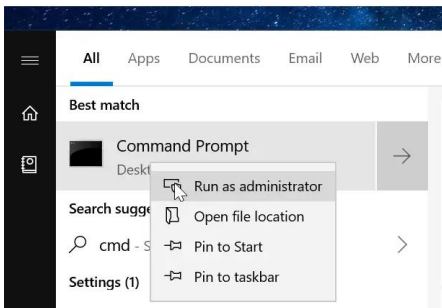 All Apps Documents Email Web More
Best match
Command Prompt
Deskt
Run as administrator
Search sugge
Open file location
cmd - S
Pin to Start
Settings (1)
Pin to taskbar